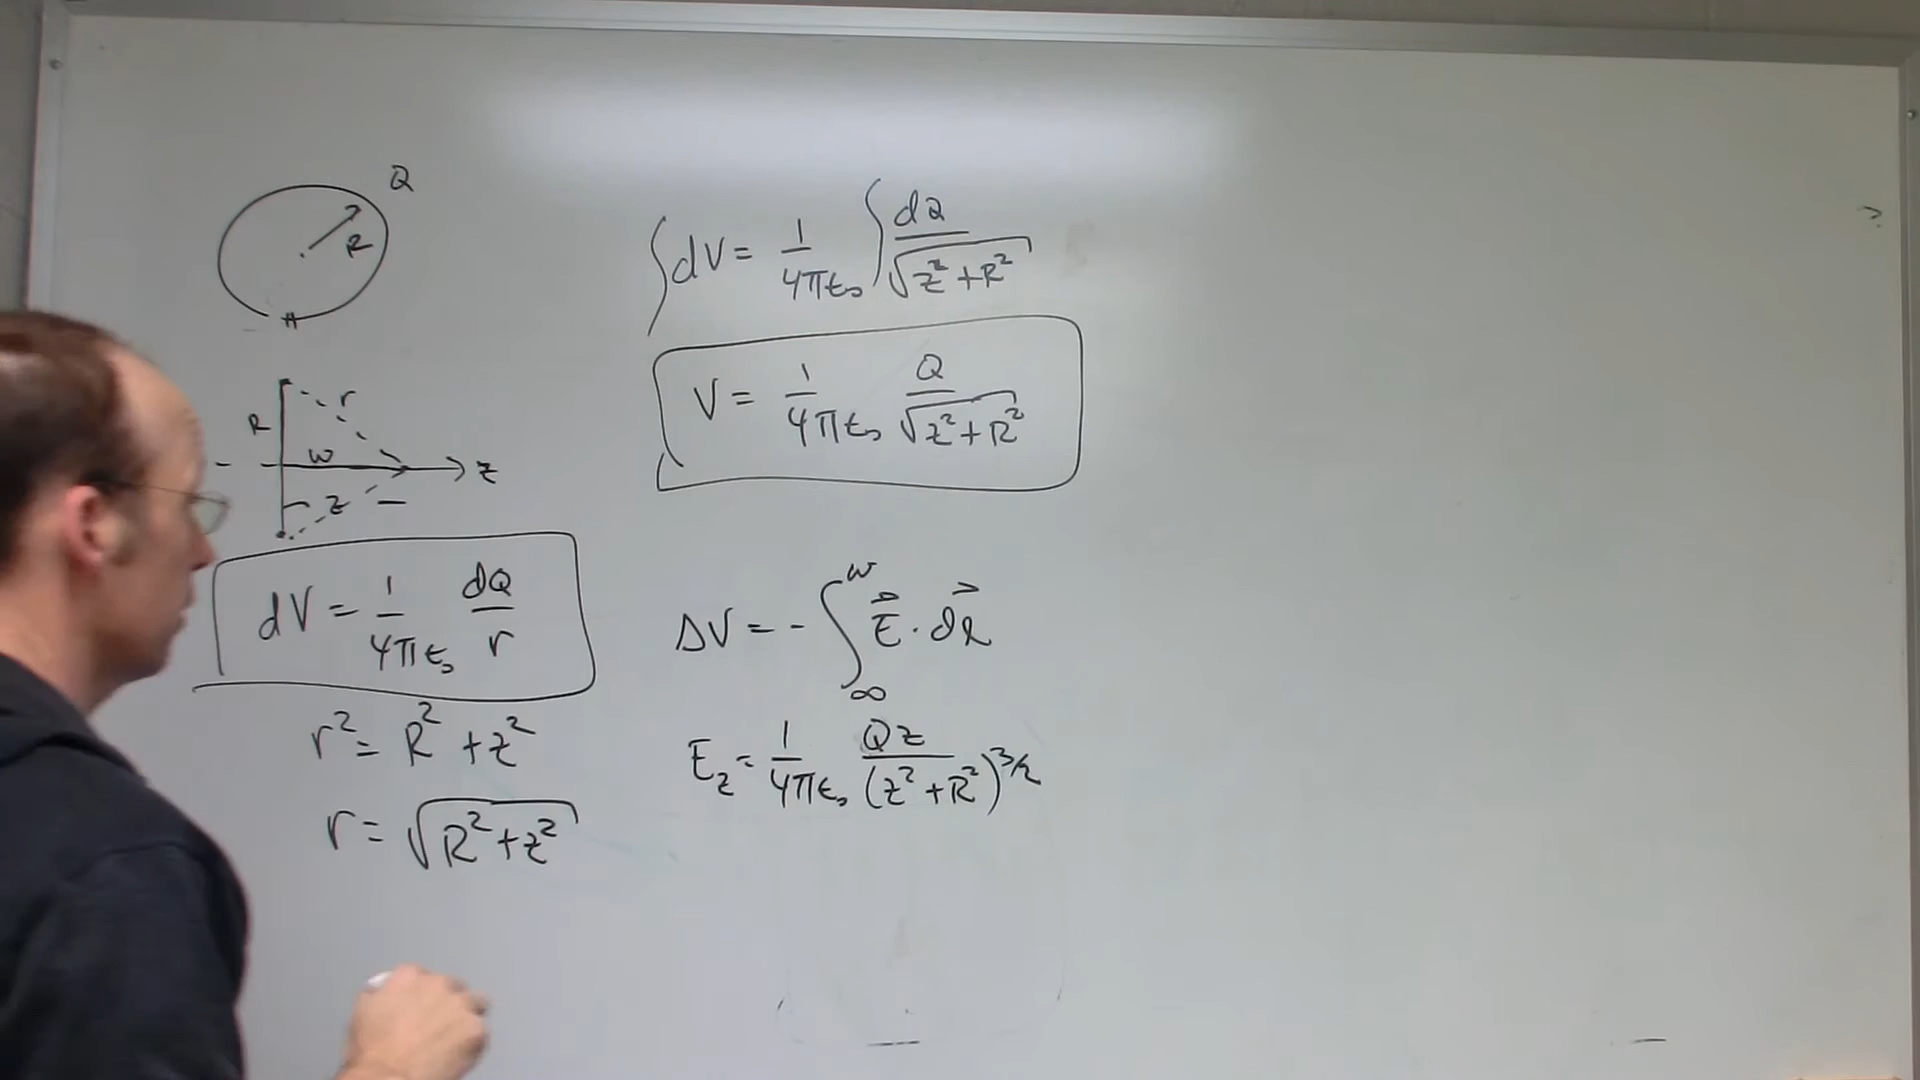 Q
R
R
r
w
z
z
dV = 1/4πε₀ dQ/r
r² = R² + z²
r = √(R² + z²)
∫dV = 1/4πε₀ ∫dQ/√(z² + R²)
V = 1/4πε₀ Q/√(z² + R²)
ΔV = - ∫_∞^w E⃗ · dl⃗
E_z = 1/4πε₀ Qz/(z² + R²)^3/2